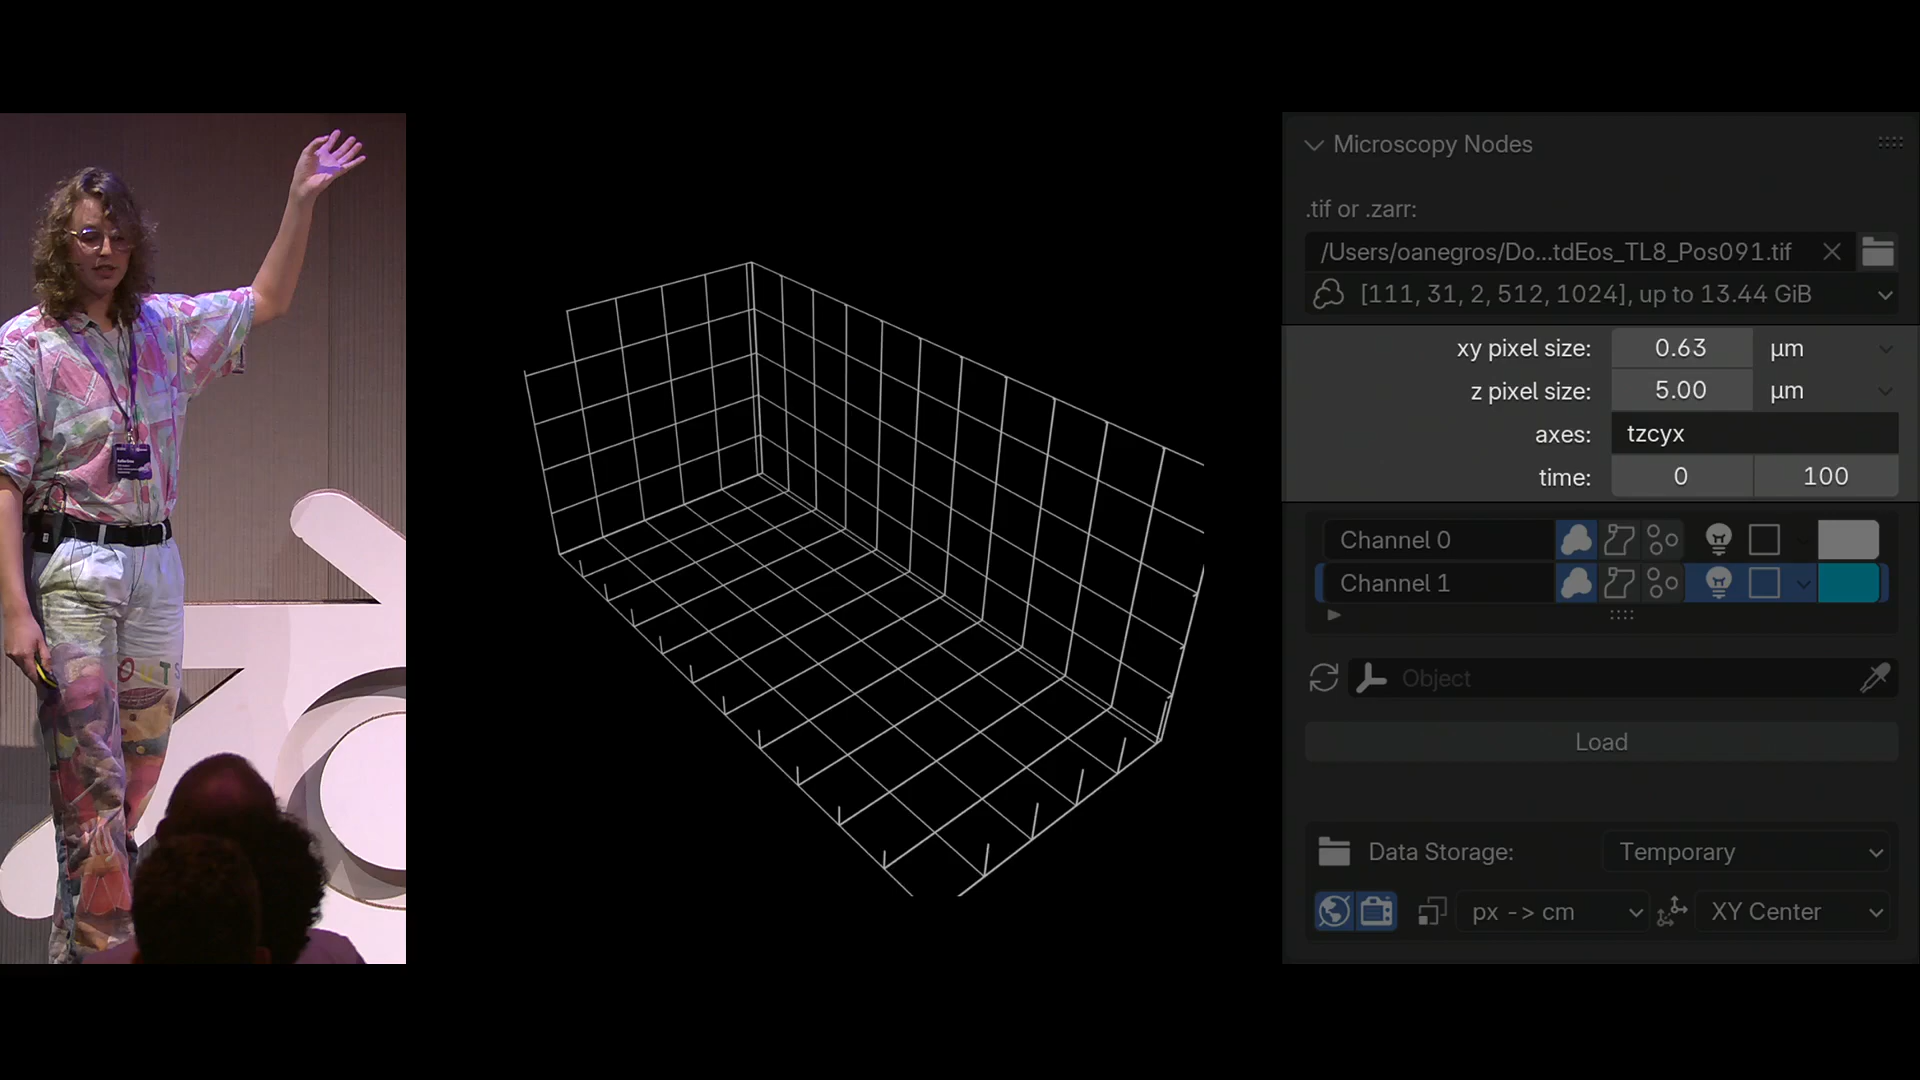 Microscopy Nodes
.tif or .zarr:
/Users/oanegros/Do...tdEos_TL8_Pos091.tif
[111, 31, 2, 512, 1024], up to 13.44 GiB
xy pixel size: 0.63 µm
z pixel size: 5.00 µm
axes: tzcyx
time: 0 100
Channel 0
Channel 1
Object
Load
Data Storage: Temporary
px -> cm XY Center